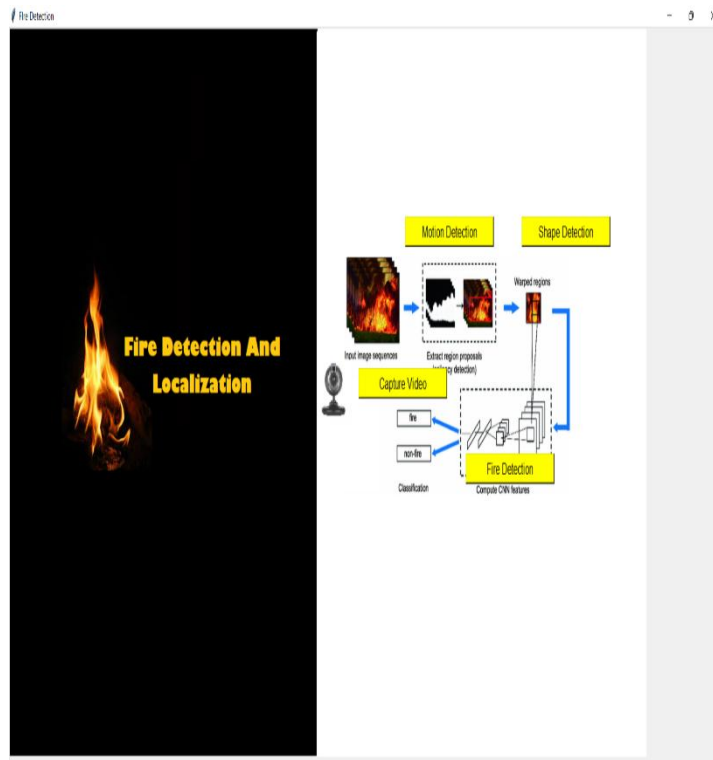 Fire Detection
Fire Detection And
Localization
Motion Detection
Shape Detection
Warped regions
Input image sequences
Extract region proposals
detection)
Capture Video
fire
non-fire
Fire Detection
Classification
Compute CNN features